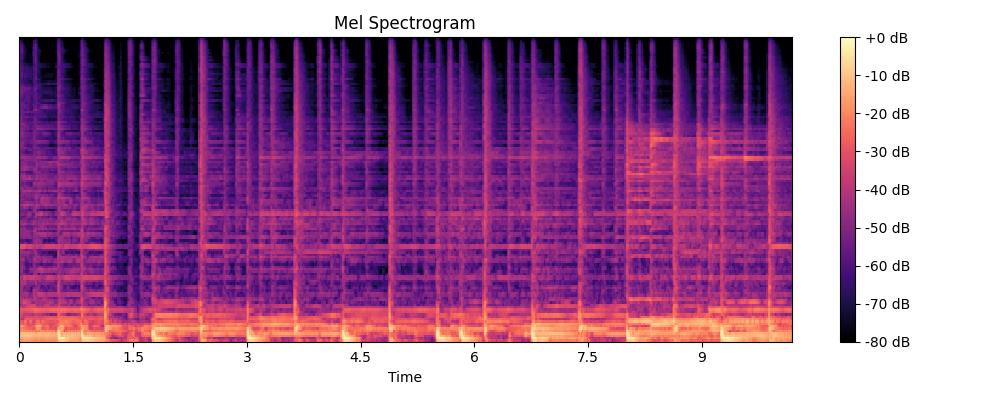 Mel Spectrogram
+0 dB
-10 dB
-20 dB
-30 dB
-40 dB
-50 dB
-60 dB
-70 dB
-80 dB
0 1.5 3 4.5 6 7.5 9
Time